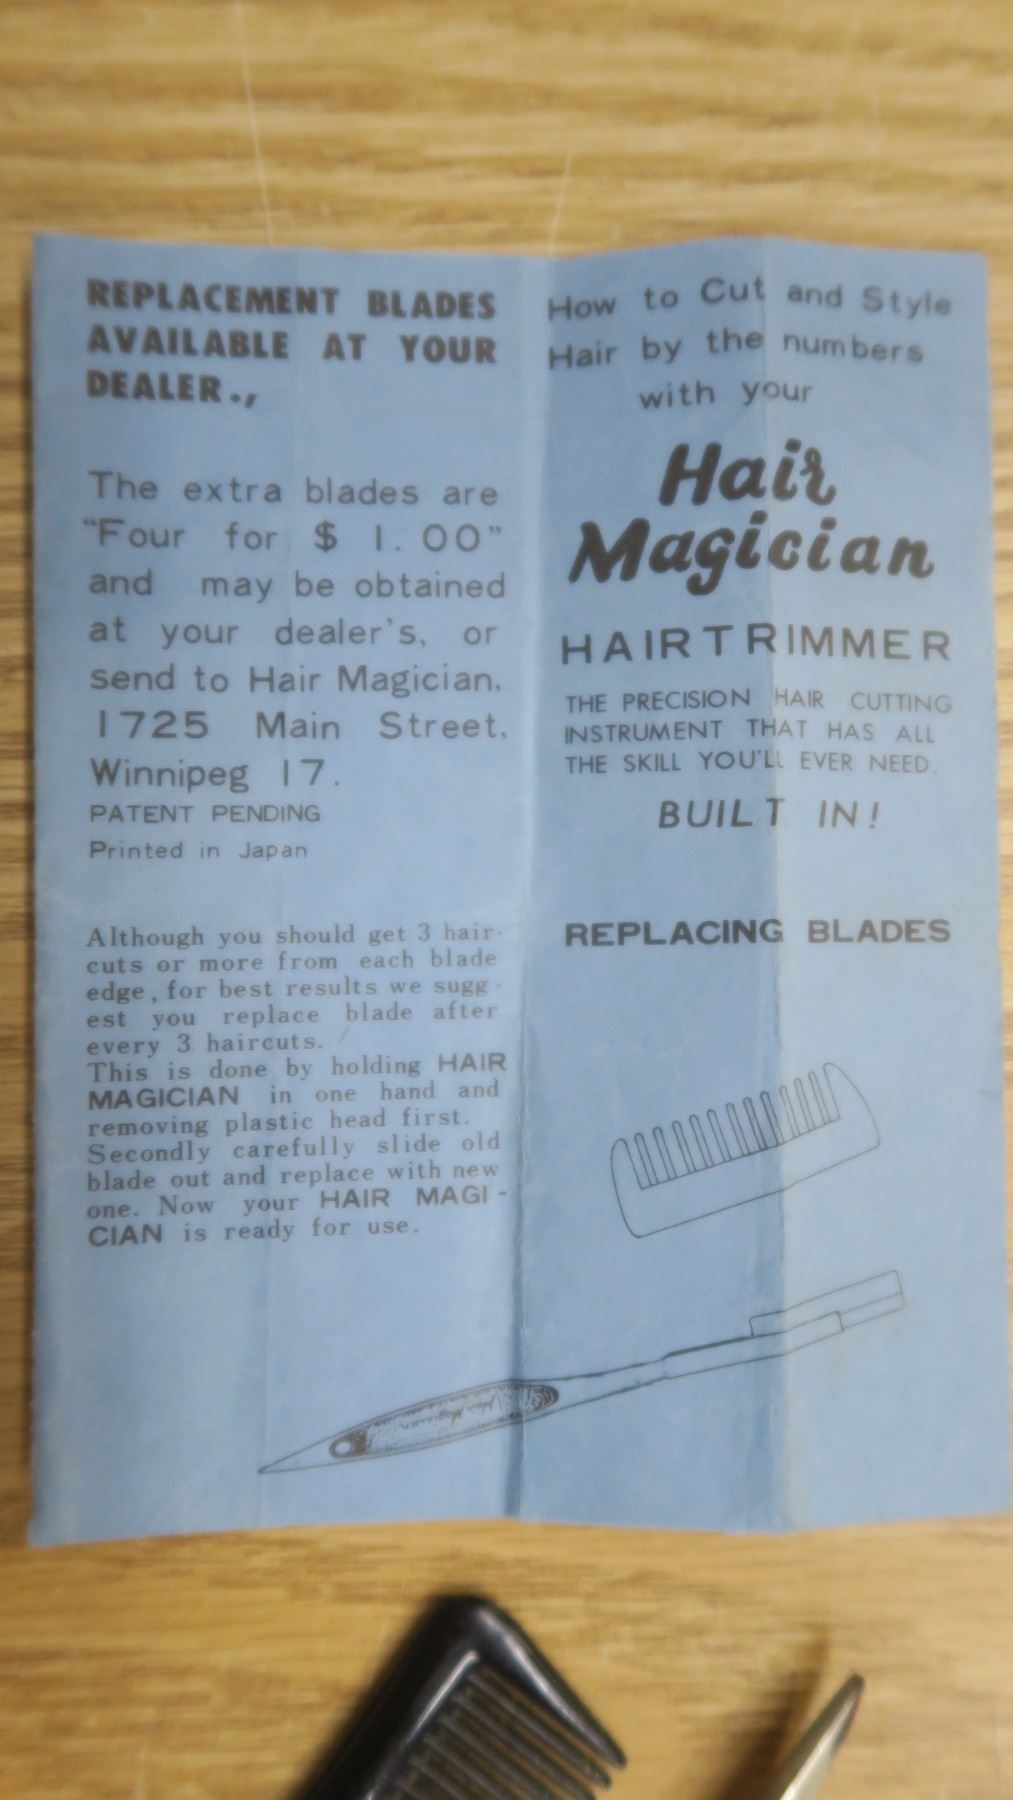 REPLACEMENT BLADES
AVAILABLE AT YOUR
DEALER.,
The extra blades are
“Four for $ 1.00”
and may be obtained
at your dealer's, or
send to Hair Magician,
1725 Main Street,
Winnipeg 17.
PATENT PENDING
Printed in Japan
Although you should get 3 hair-
cuts or more from each blade
edge, for best results we sugg-
est you replace blade after
every 3 haircuts.
This is done by holding HAIR
MAGICIAN in one hand and
removing plastic head first.
Secondly carefully slide old
blade out and replace with new
one. Now your HAIR MAGI-
CIAN is ready for use.
How to Cut and Style
Hair by the numbers
with your
Hair
Magician
HAIRTRIMMER
THE PRECISION HAIR CUTTING
INSTRUMENT THAT HAS ALL
THE SKILL YOU'LL EVER NEED.
BUILT IN!
REPLACING BLADES
Hair Magician